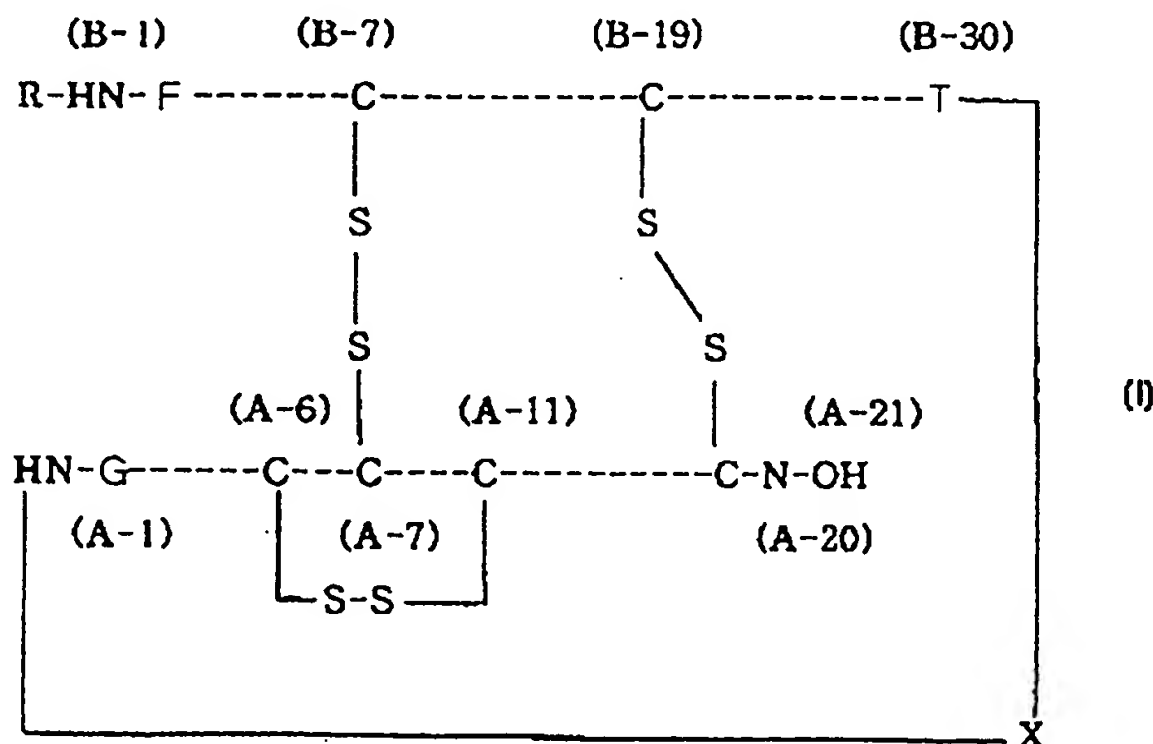 (B-1) (B-7) (B-19) (B-30)
R-HN-F-------C-----------C----------T
S S
S S
(A-6) (A-11) (A-21) (I)
HN-G------C---C----C--------C-N-OH
(A-1) (A-7) (A-20)
S-S
X